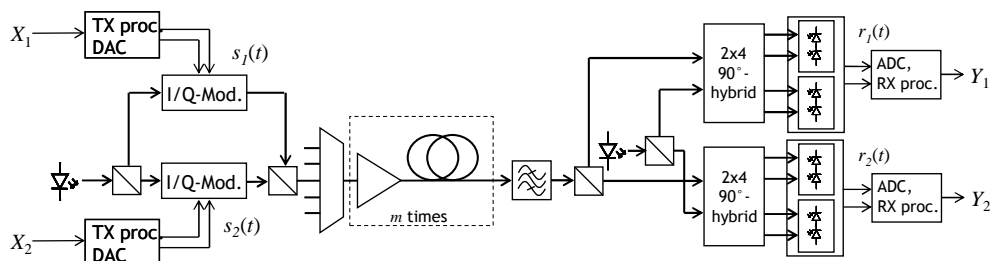 X1
TX proc.
DAC
s1(t)
I/Q-Mod.
I/Q-Mod.
s2(t)
X2
TX proc.
DAC
m times
2x4
90°-
hybrid
r1(t)
ADC,
RX proc.
Y1
2x4
90°-
hybrid
r2(t)
ADC,
RX proc.
Y2